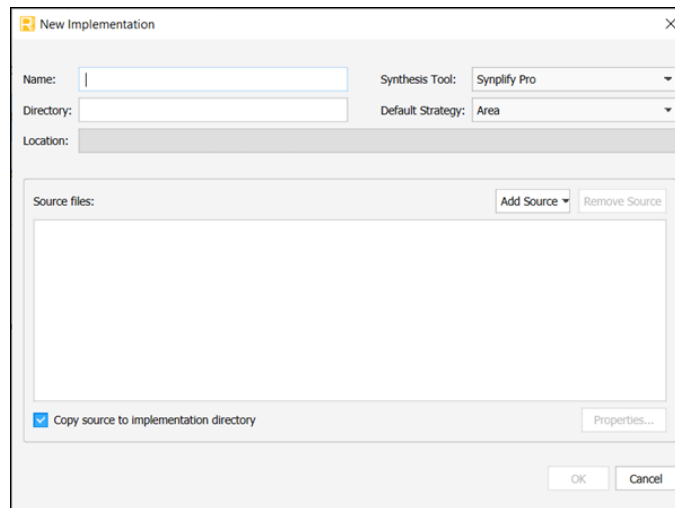 New Implementation
Name:
Synthesis Tool: Synplify Pro
Directory:
Default Strategy: Area
Location:
Source files:
Add Source
Remove Source
Copy source to implementation directory
Properties...
OK
Cancel